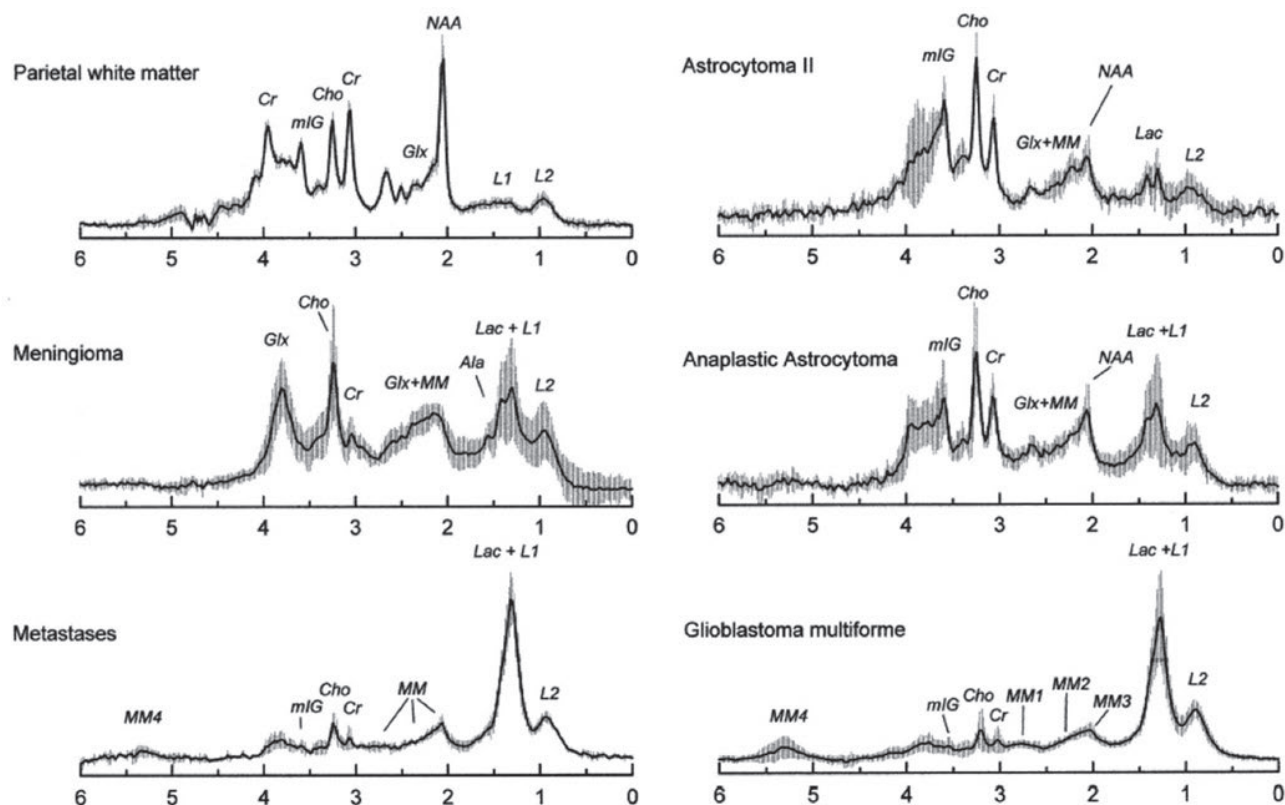 Parietal white matter
NAA
Cr
mIG
Cho
Cr
Glx
L1
L2
6 5 4 3 2 1 0
Astrocytoma II
Cho
mIG
Cr
NAA
Glx+MM
Lac
L2
6 5 4 3 2 1 0
Meningioma
Cho
Glx
Cr
Glx+MM
Ala
Lac + L1
L2
6 5 4 3 2 1 0
Anaplastic Astrocytoma
Cho
mIG
Cr
NAA
Glx+MM
Lac +L1
L2
6 5 4 3 2 1 0
Metastases
Lac + L1
MM4
mIG
Cho
Cr
MM
L2
6 5 4 3 2 1 0
Glioblastoma multiforme
Lac +L1
MM4
mIG
Cho
Cr
MM1
MM2
MM3
L2
6 5 4 3 2 1 0